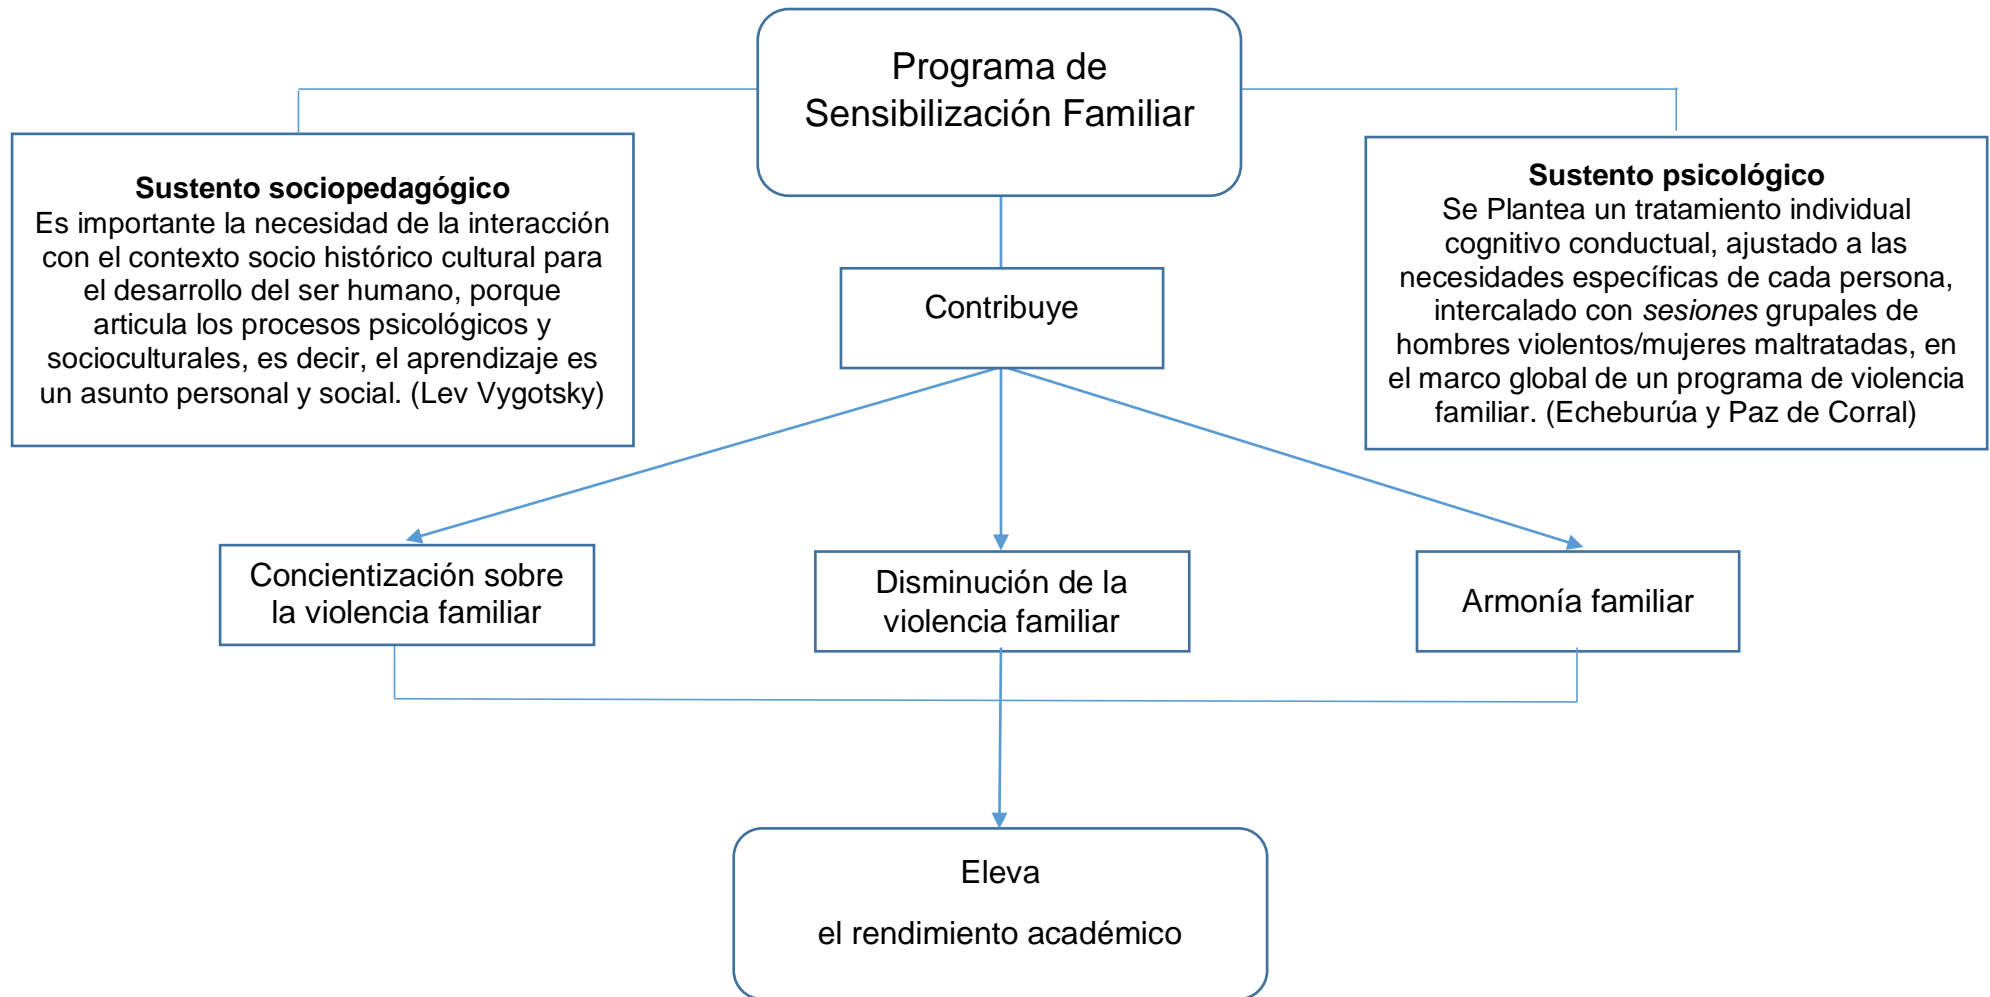 Programa de
Sensibilización Familiar
Sustento sociopedagógico
Es importante la necesidad de la interacción
con el contexto socio histórico cultural para
el desarrollo del ser humano, porque
articula los procesos psicológicos y
socioculturales, es decir, el aprendizaje es
un asunto personal y social. (Lev Vygotsky)
Sustento psicológico
Se Plantea un tratamiento individual
cognitivo conductual, ajustado a las
necesidades específicas de cada persona,
intercalado con sesiones grupales de
hombres violentos/mujeres maltratadas, en
el marco global de un programa de violencia
familiar. (Echeburúa y Paz de Corral)
Contribuye
Concientización sobre
la violencia familiar
Disminución de la
violencia familiar
Armonía familiar
Eleva
el rendimiento académico